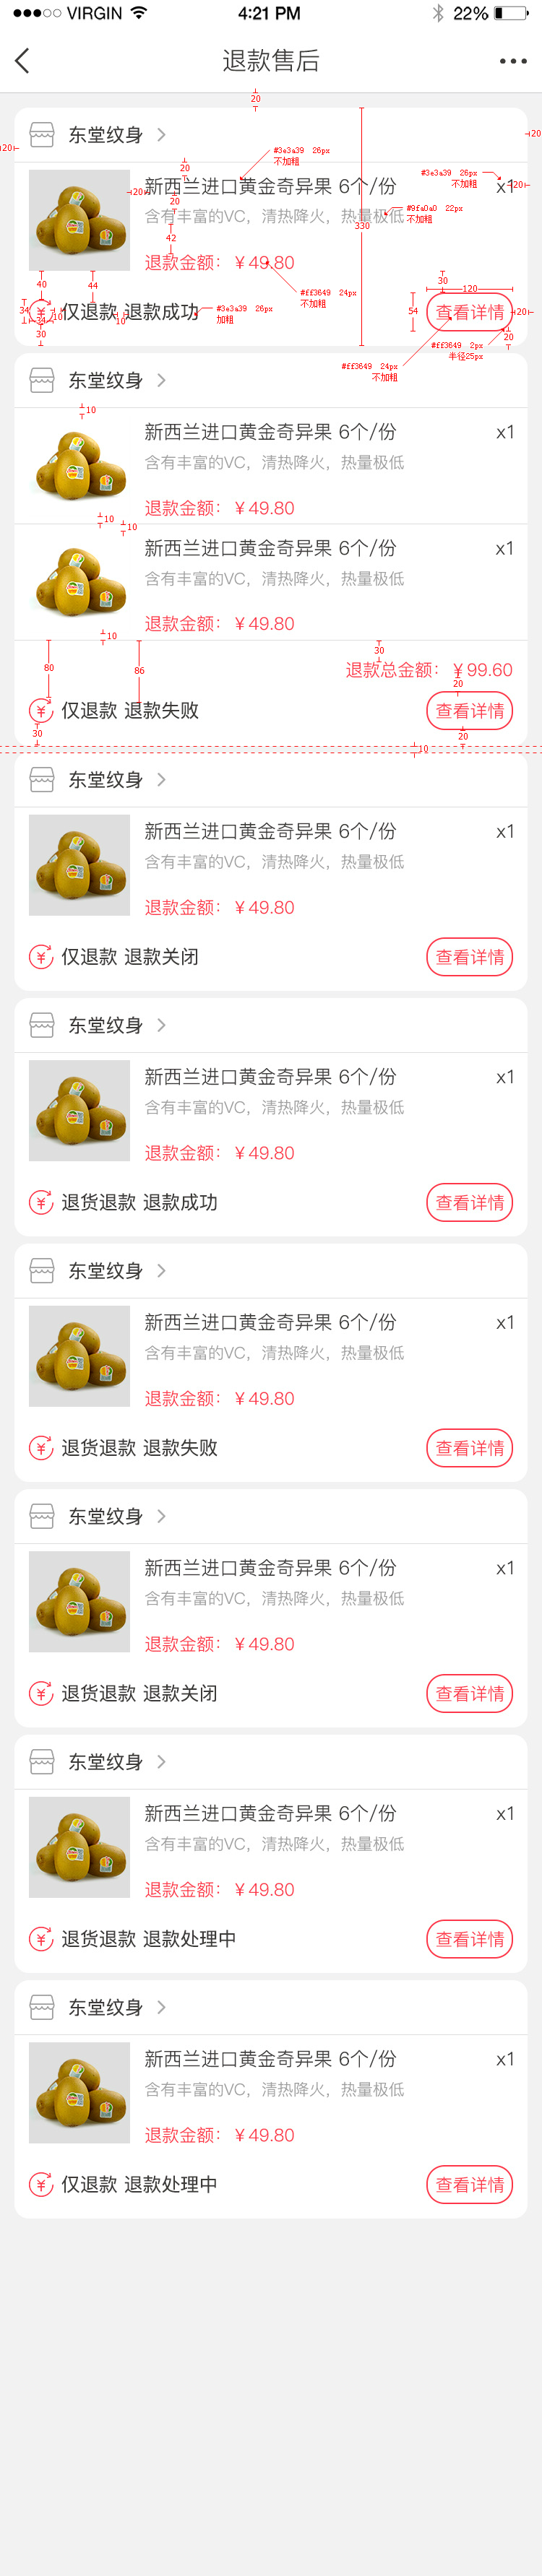 VIRGIN 4:21 PM 22%
退款售后
20
东堂纹身
20 20
#3e3a39 26px
不加粗
#3e3a39 26px
不加粗
20
新西兰进口黄金奇异果 6个/份 x1
20 20
20
#9fa0a0 22px
不加粗
含有丰富的VC，清热降火，热量极低
330
42
退款金额：￥49.80
40 44 30
#ff3649 24px
不加粗
120
34 34 10 10
仅退款 退款成功
#3e3a39 26px
加粗
54
查看详情
20
30
20
#ff3649 2px
半径25px
#ff3649 24px
不加粗
东堂纹身
10
新西兰进口黄金奇异果 6个/份 x1
含有丰富的VC，清热降火，热量极低
退款金额：￥49.80
10
10
新西兰进口黄金奇异果 6个/份 x1
含有丰富的VC，清热降火，热量极低
退款金额：￥49.80
10
30
80 86
退款总金额：￥99.60
20
仅退款 退款失败 查看详情
30 20
10
东堂纹身
新西兰进口黄金奇异果 6个/份 x1
含有丰富的VC，清热降火，热量极低
退款金额：￥49.80
仅退款 退款关闭 查看详情
东堂纹身
新西兰进口黄金奇异果 6个/份 x1
含有丰富的VC，清热降火，热量极低
退款金额：￥49.80
退货退款 退款成功 查看详情
东堂纹身
新西兰进口黄金奇异果 6个/份 x1
含有丰富的VC，清热降火，热量极低
退款金额：￥49.80
退货退款 退款失败 查看详情
东堂纹身
新西兰进口黄金奇异果 6个/份 x1
含有丰富的VC，清热降火，热量极低
退款金额：￥49.80
退货退款 退款关闭 查看详情
东堂纹身
新西兰进口黄金奇异果 6个/份 x1
含有丰富的VC，清热降火，热量极低
退款金额：￥49.80
退货退款 退款处理中 查看详情
东堂纹身
新西兰进口黄金奇异果 6个/份 x1
含有丰富的VC，清热降火，热量极低
退款金额：￥49.80
仅退款 退款处理中 查看详情